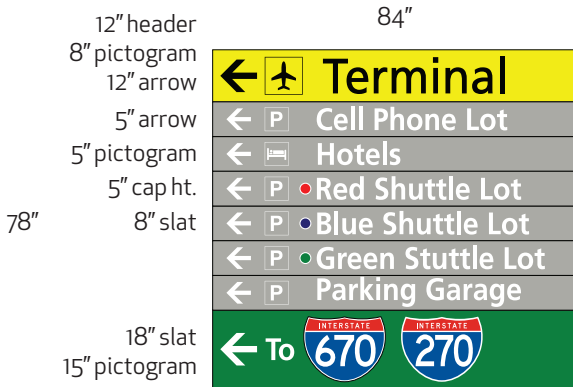 84″
12″ header
8″ pictogram
12″ arrow
Terminal
5″ arrow
P Cell Phone Lot
5″ pictogram
Hotels
5″ cap ht.
P Red Shuttle Lot
78″
8″ slat
P Blue Shuttle Lot
P Green Stuttle Lot
P Parking Garage
18″ slat
15″ pictogram
To
INTERSTATE
670
INTERSTATE
270